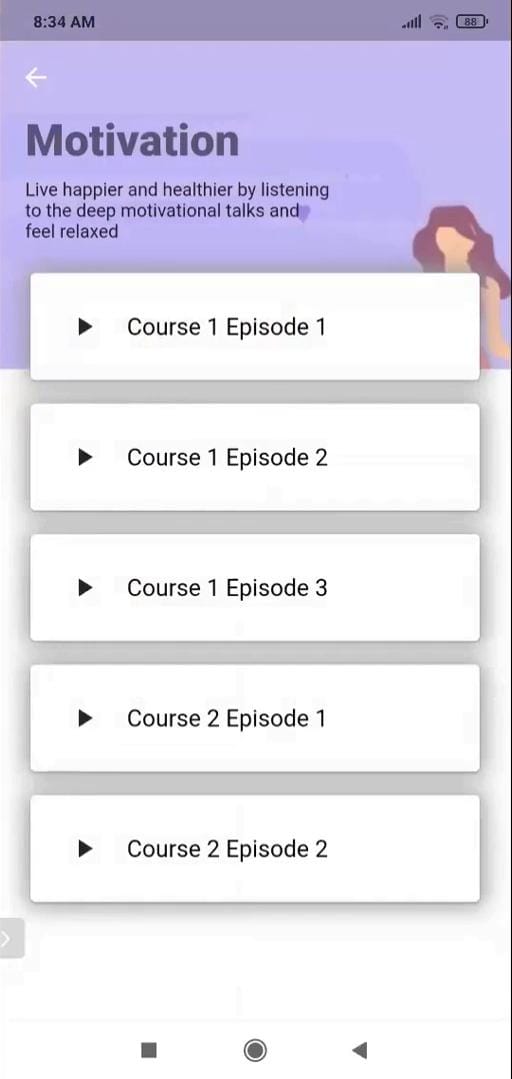 8:34 AM
88
Motivation
Live happier and healthier by listening
to the deep motivational talks and
feel relaxed
Course 1 Episode 1
Course 1 Episode 2
Course 1 Episode 3
Course 2 Episode 1
Course 2 Episode 2